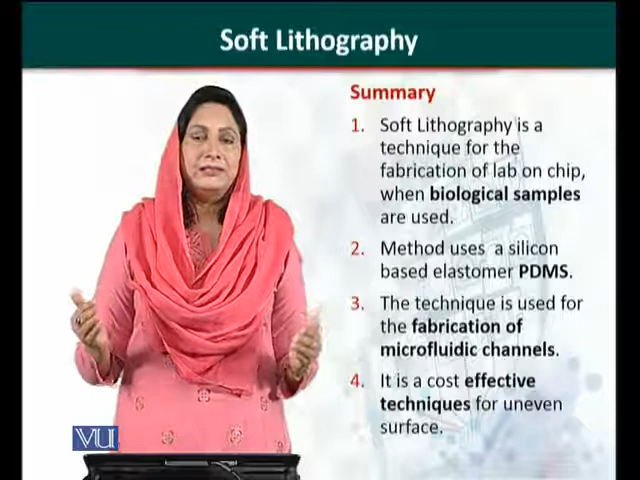 Soft Lithography
Summary
1. Soft Lithography is a
technique for the
fabrication of lab on chip,
when biological samples
are used.
2. Method uses a silicon
based elastomer PDMS.
3. The technique is used for
the fabrication of
microfluidic channels.
4. It is a cost effective
techniques for uneven
surface.
VU